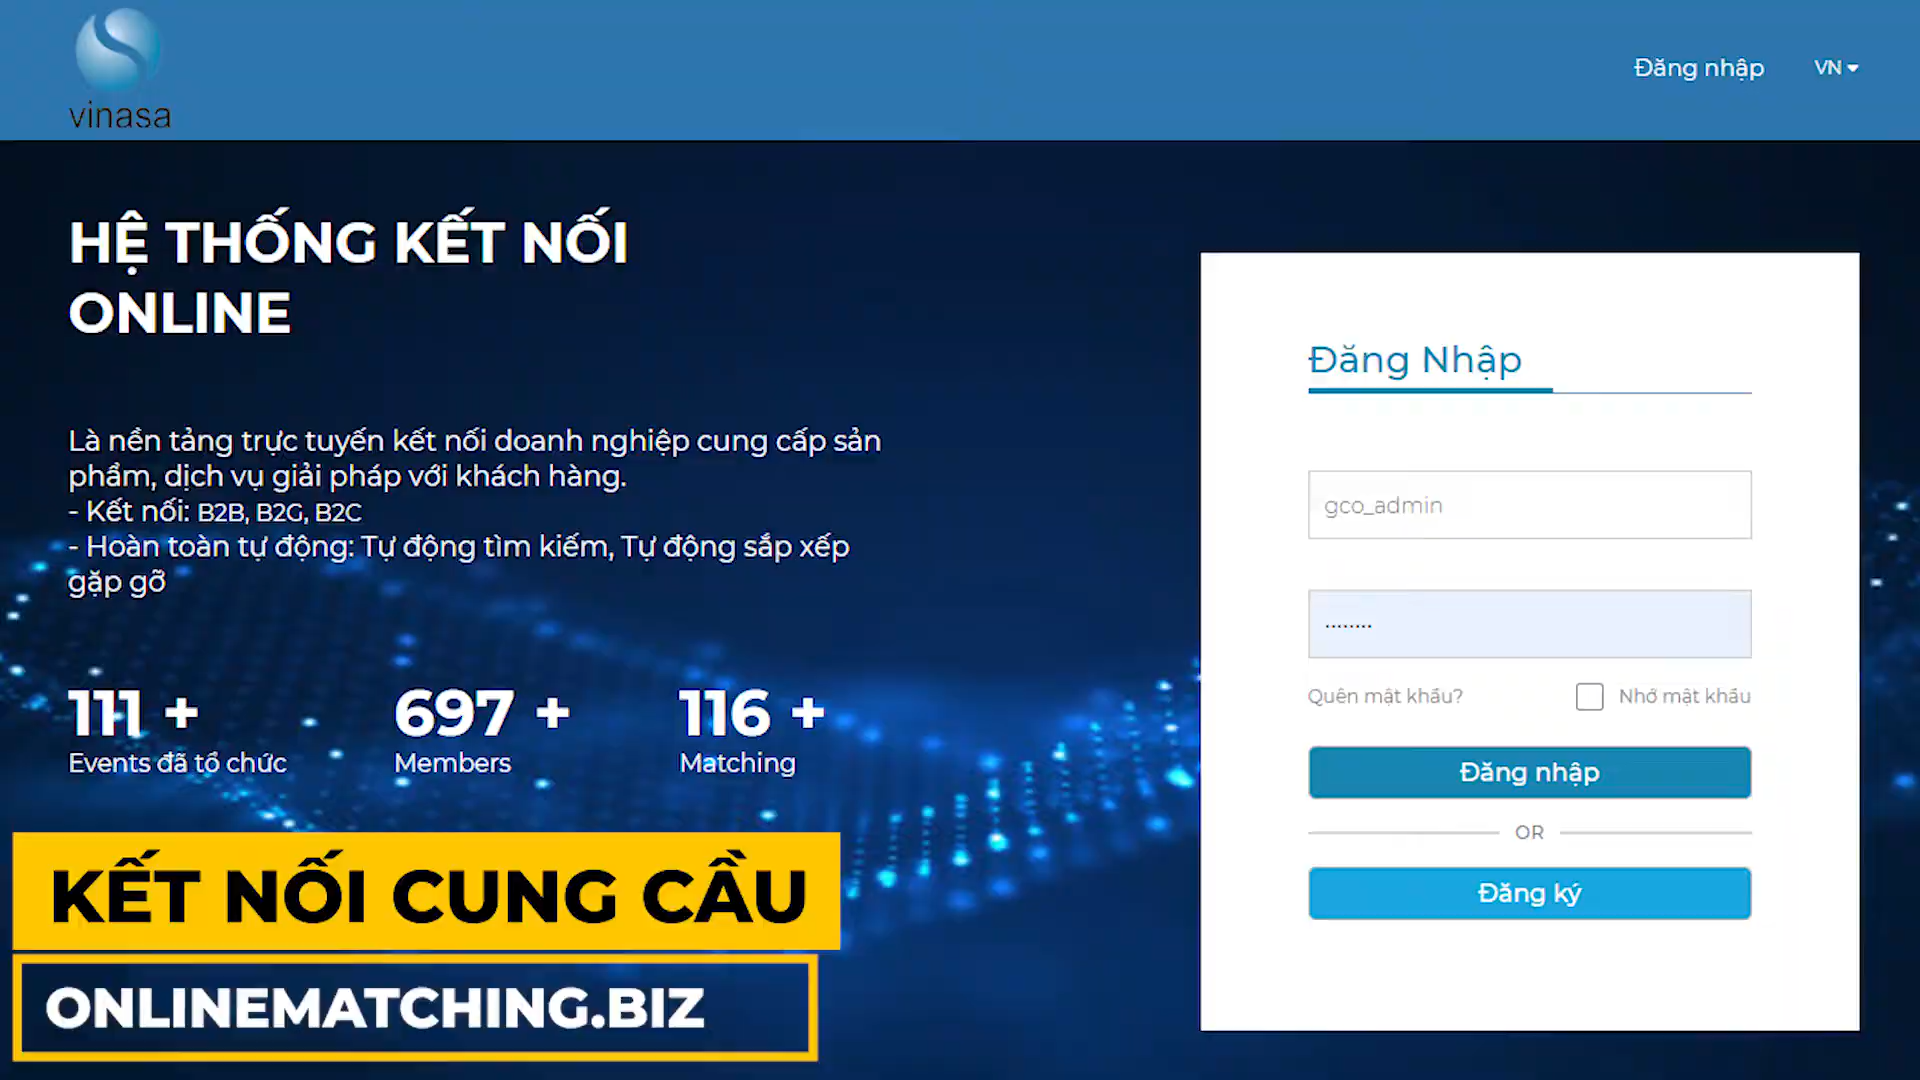 vinasa
Đăng nhập
VN
HỆ THỐNG KẾT NỐI
ONLINE
Là nền tảng trực tuyến kết nối doanh nghiệp cung cấp sản
phẩm, dịch vụ giải pháp với khách hàng.
- Kết nối: B2B, B2G, B2C
- Hoàn toàn tự động: Tự động tìm kiếm, Tự động sắp xếp
gặp gỡ
111 +
Events đã tổ chức
697 +
Members
116 +
Matching
KẾT NỐI CUNG CẦU
ONLINEMATCHING.BIZ
Đăng Nhập
gco_admin
........
Quên mật khẩu?
Nhớ mật khẩu
Đăng nhập
OR
Đăng ký